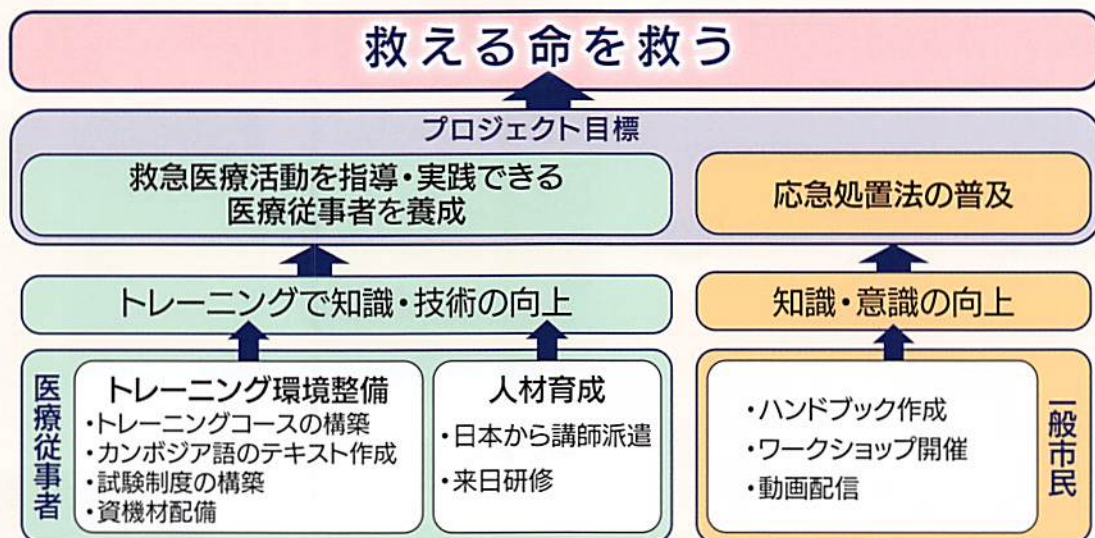 救える命を救う
プロジェクト目標
救急医療活動を指導・実践できる
医療従事者を養成
応急処置法の普及
トレーニングで知識・技術の向上
知識・意識の向上
医療従事者
トレーニング環境整備
・トレーニングコースの構築
・カンボジア語のテキスト作成
・試験制度の構築
・資機材配備
人材育成
・日本から講師派遣
・来日研修
・ハンドブック作成
・ワークショップ開催
・動画配信
一般市民